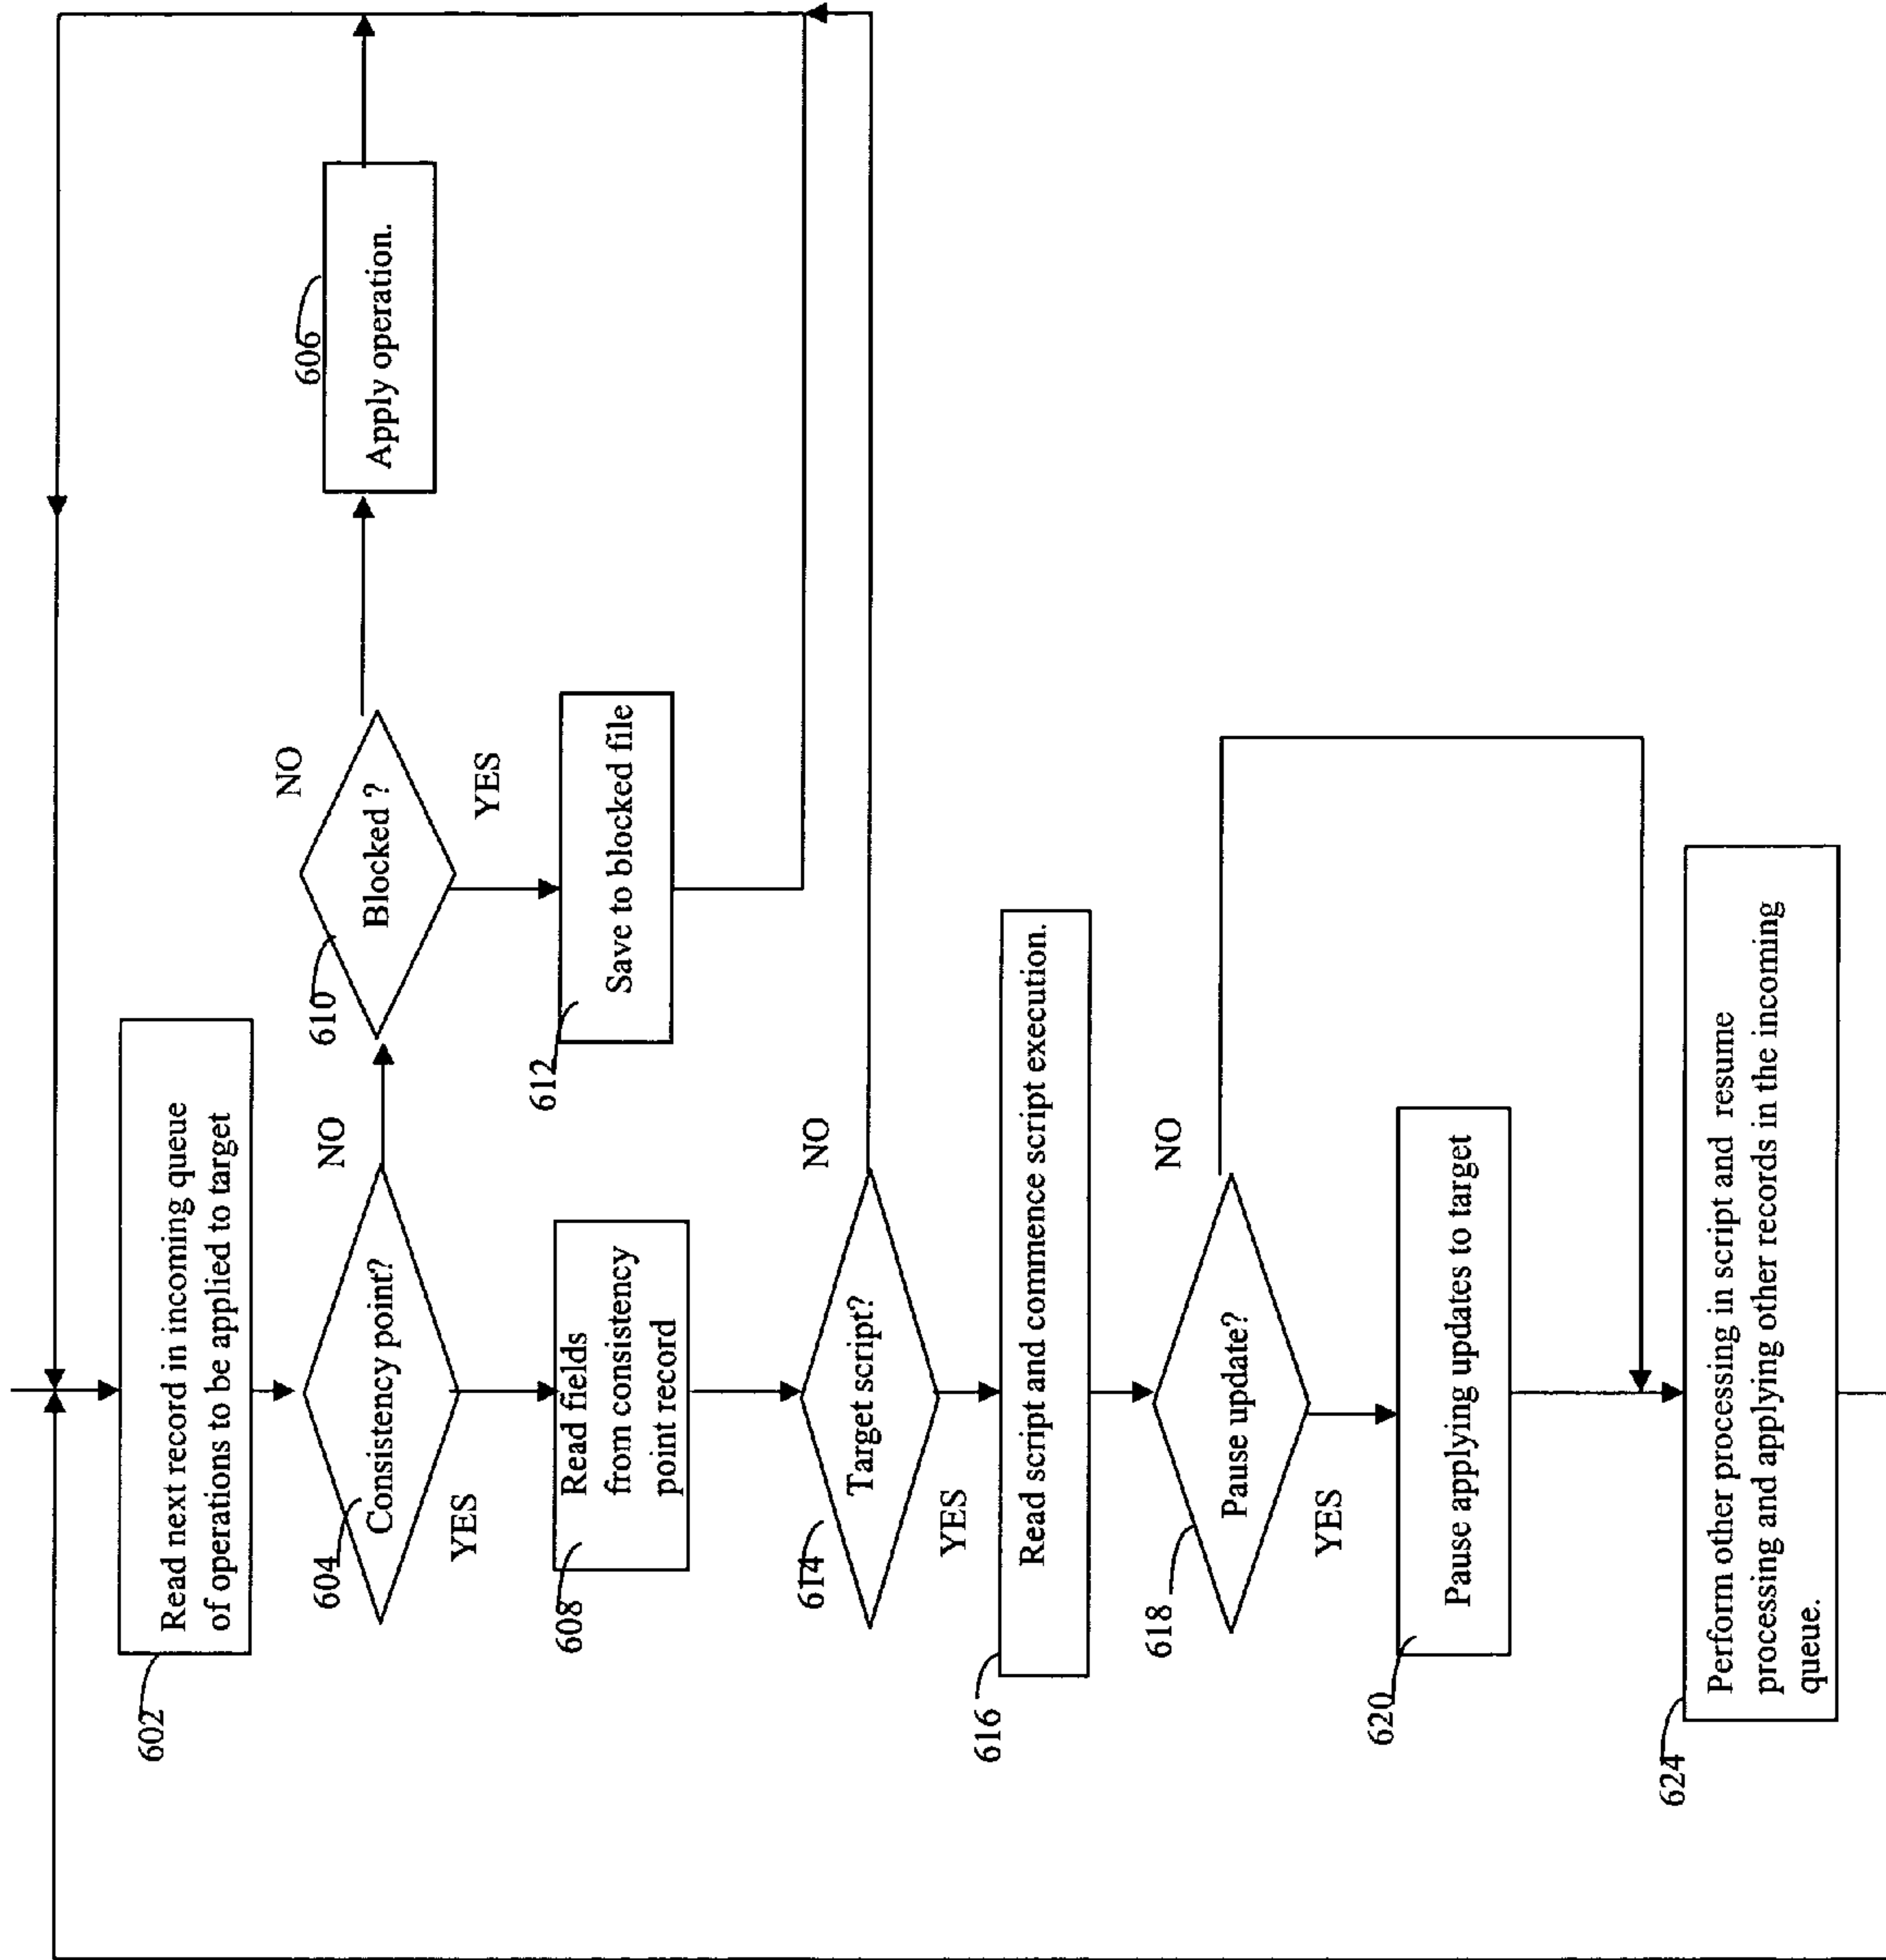 602
Read next record in incoming queue
of operations to be applied to target
604
Consistency point?
NO
YES
610
Blocked ?
NO
YES
606
Apply operation.
612
Save to blocked file
608
Read fields
from consistency
point record
614
Target script?
NO
YES
616
Read script and commence script execution.
618
Pause update?
NO
YES
620
Pause applying updates to target
624
Perform other processing in script and resume
processing and applying other records in the incoming
queue.